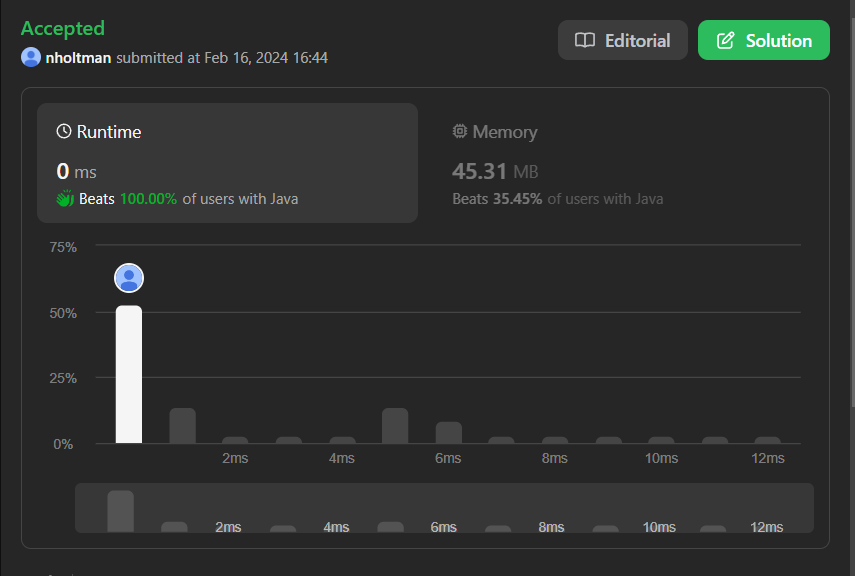 Accepted
nholtman submitted at Feb 16, 2024 16:44
Editorial
Solution
Runtime
0 ms
Beats 100.00% of users with Java
Memory
45.31 MB
Beats 35.45% of users with Java
75%
50%
25%
0%
2ms 4ms 6ms 8ms 10ms 12ms
2ms 4ms 6ms 8ms 10ms 12ms